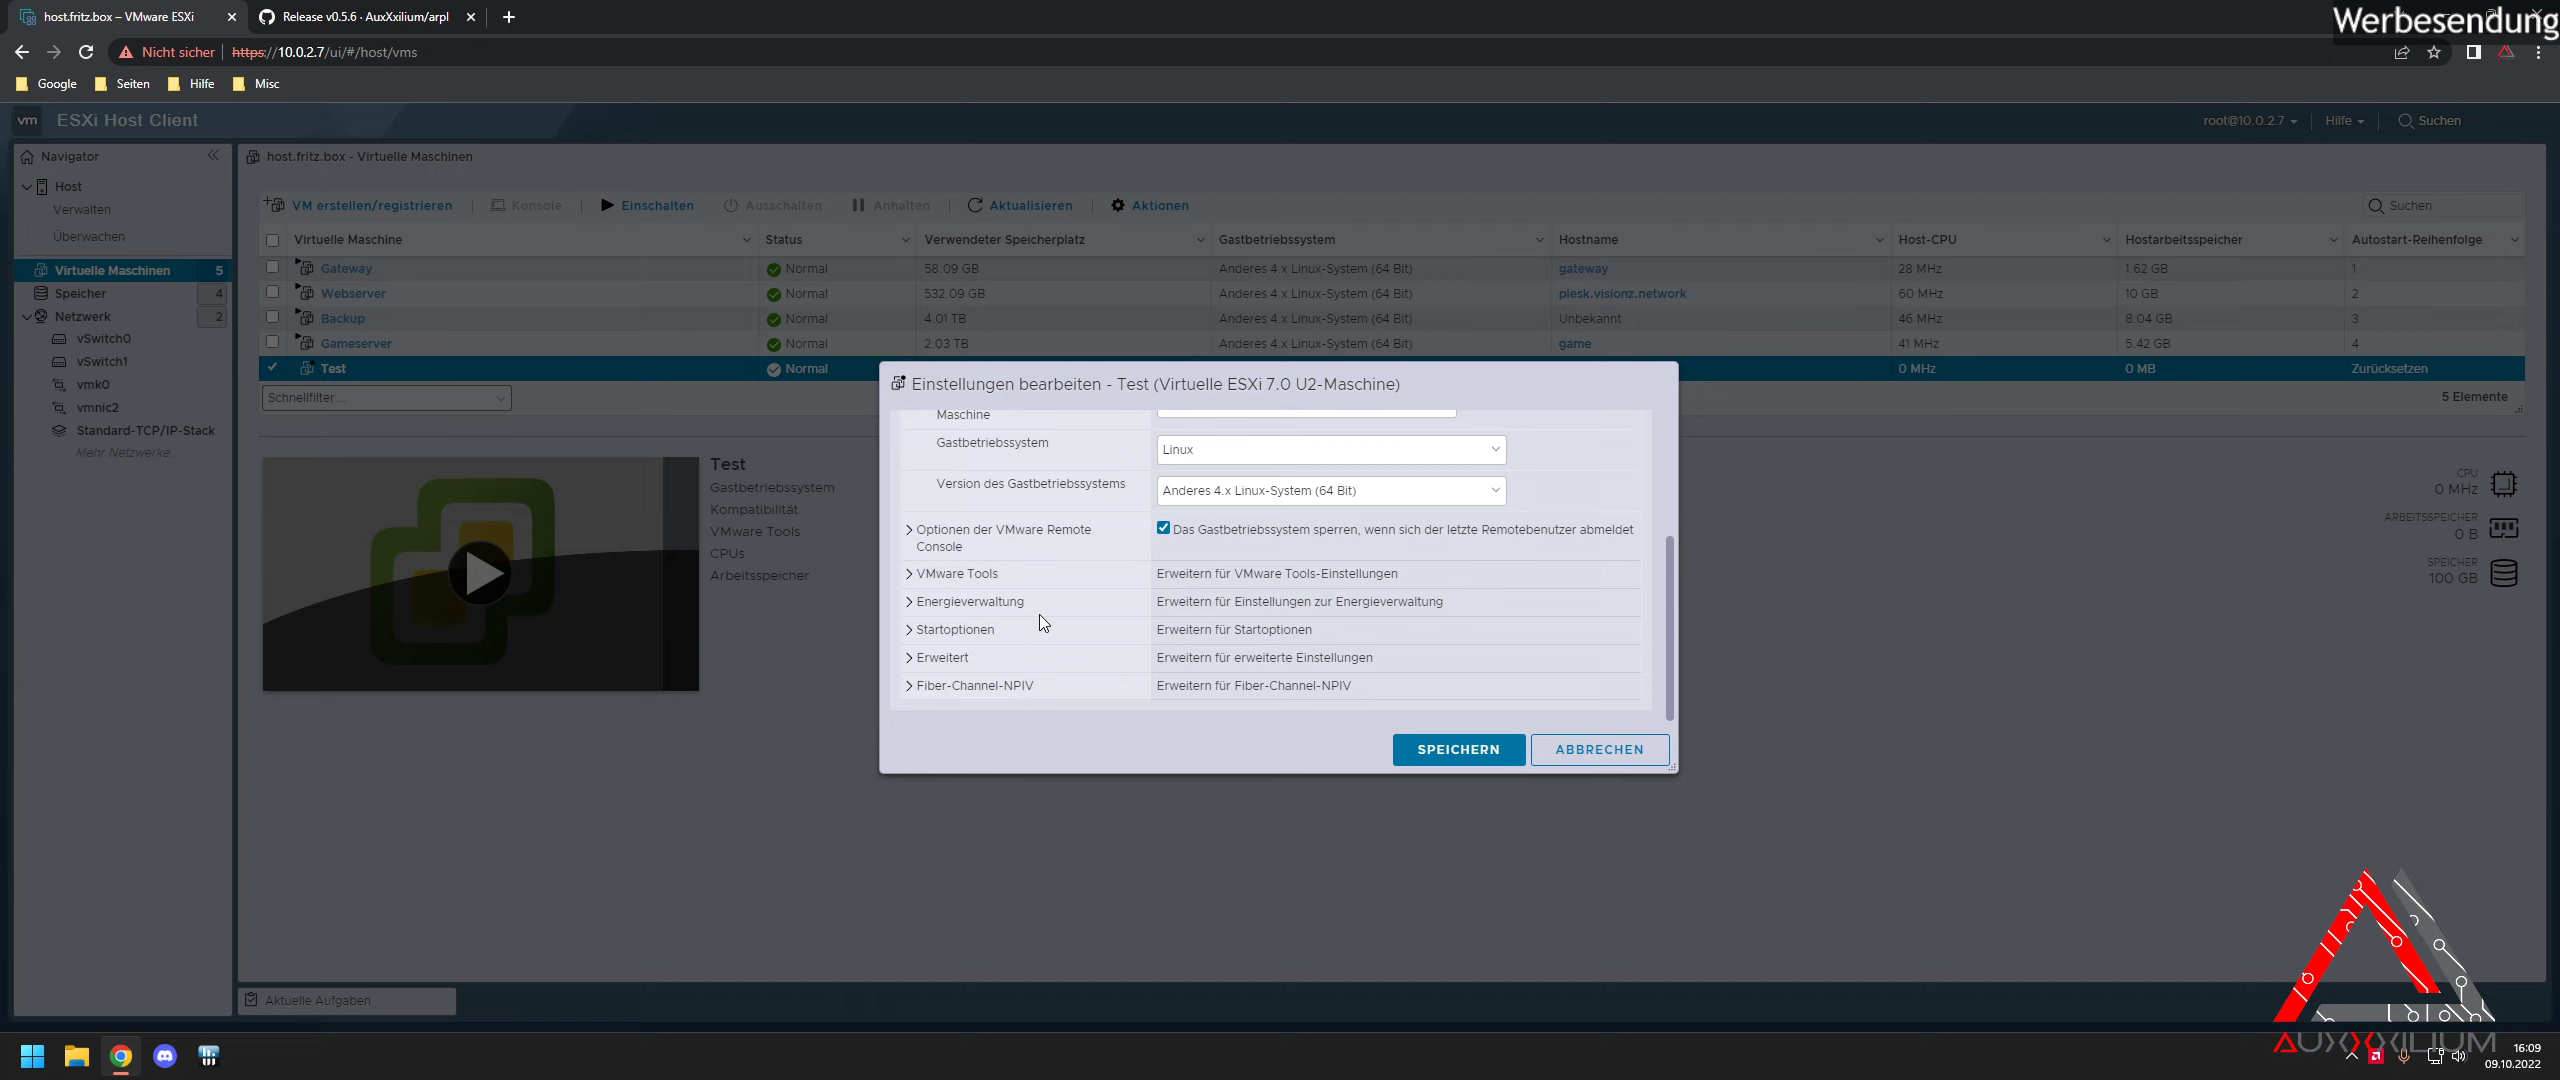 host.fritz.box – VMware ESXi
Release v0.5.6 · AuxXxilium/arpl
Werbesendung
Nicht sicher
https://10.0.2.7/ui/#/host/vms
Google
Seiten
Hilfe
Misc
vm
ESXi Host Client
root@10.0.2.7
Hilfe
Suchen
Navigator
host.fritz.box - Virtuelle Maschinen
Host
Verwalten
Überwachen
Virtuelle Maschinen 5
Speicher 4
Netzwerk 2
vSwitch0
vSwitch1
vmk0
vmnic2
Standard-TCP/IP-Stack
Mehr Netzwerke...
VM erstellen/registrieren
Konsole
Einschalten
Ausschalten
Anhalten
Aktualisieren
Aktionen
Suchen
Virtuelle Maschine Status Verwendeter Speicherplatz Gastbetriebssystem Hostname Host-CPU Hostarbeitsspeicher Autostart-Reihenfolge
Gateway Normal 58.09 GB Anderes 4.x Linux-System (64 Bit) gateway 28 MHz 1.62 GB 1
Webserver Normal 532.09 GB Anderes 4.x Linux-System (64 Bit) plesk.visionz.network 60 MHz 10 GB 2
Backup Normal 4.01 TB Anderes 4.x Linux-System (64 Bit) Unbekannt 46 MHz 8.04 GB 3
Gameserver Normal 2.03 TB Anderes 4.x Linux-System (64 Bit) game 41 MHz 5.42 GB 4
Test Normal 0 MHz 0 MB Zurücksetzen
Schnellfilter...
5 Elemente
Test
Gastbetriebssystem
Kompatibilität
VMware Tools
CPUs
Arbeitsspeicher
CPU
0 MHz
ARBEITSSPEICHER
0 B
SPEICHER
100 GB
Einstellungen bearbeiten - Test (Virtuelle ESXi 7.0 U2-Maschine)
Maschine
Gastbetriebssystem
Linux
Version des Gastbetriebssystems
Anderes 4.x Linux-System (64 Bit)
Optionen der VMware Remote
Console
Das Gastbetriebssystem sperren, wenn sich der letzte Remotebenutzer abmeldet
VMware Tools
Erweitern für VMware Tools-Einstellungen
Energieverwaltung
Erweitern für Einstellungen zur Energieverwaltung
Startoptionen
Erweitern für Startoptionen
Erweitert
Erweitern für erweiterte Einstellungen
Fiber-Channel-NPIV
Erweitern für Fiber-Channel-NPIV
SPEICHERN
ABBRECHEN
Aktuelle Aufgaben
AUXXXILIUM
16:09
09.10.2022